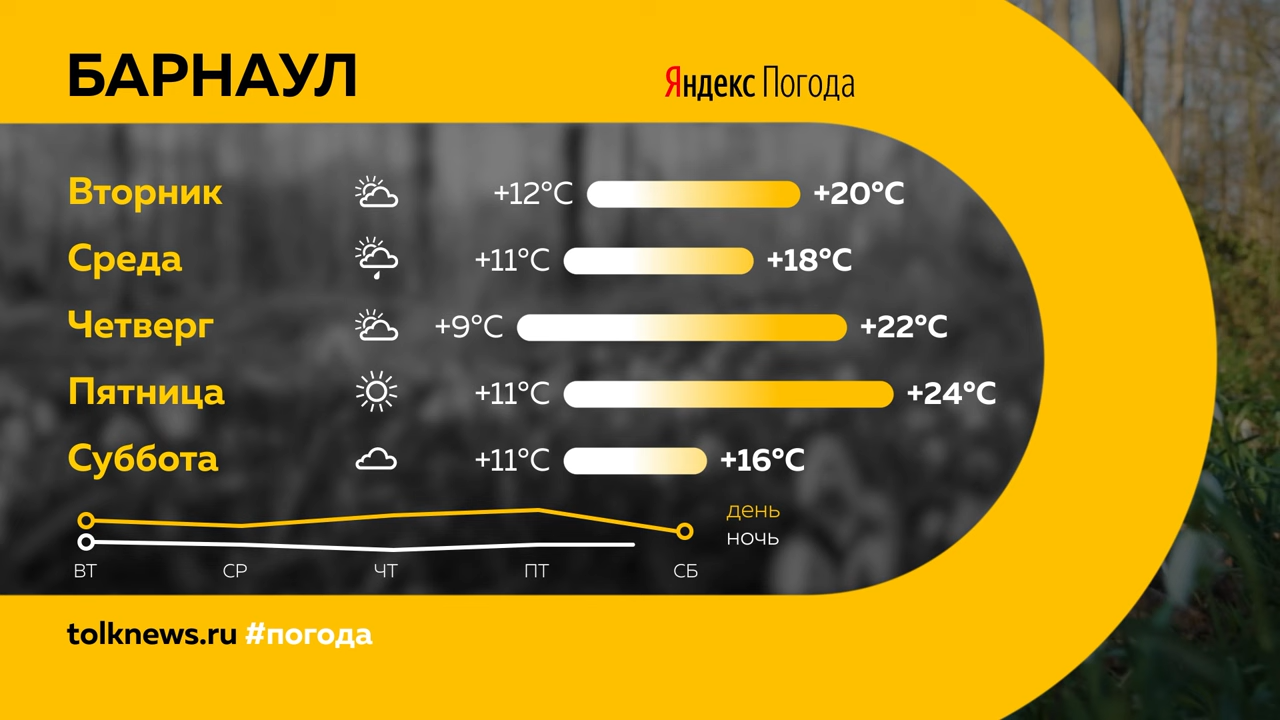 БАРНАУЛ
Яндекс Погода
Вторник +12°C +20°C
Среда +11°C +18°C
Четверг +9°C +22°C
Пятница +11°C +24°C
Суббота +11°C +16°C
день
ночь
ВТ СР ЧТ ПТ СБ
tolknews.ru #погода